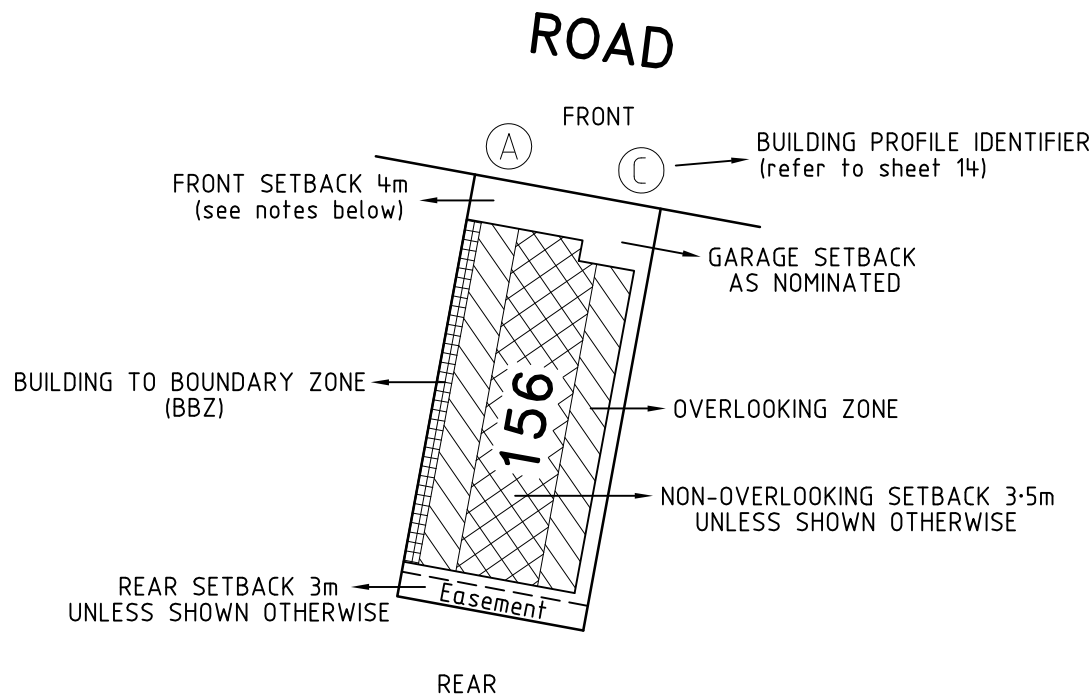 ROAD
FRONT
A
C
BUILDING PROFILE IDENTIFIER
(refer to sheet 14)
FRONT SETBACK 4m
(see notes below)
GARAGE SETBACK
AS NOMINATED
BUILDING TO BOUNDARY ZONE
(BBZ)
156
OVERLOOKING ZONE
NON-OVERLOOKING SETBACK 3·5m
UNLESS SHOWN OTHERWISE
REAR SETBACK 3m
UNLESS SHOWN OTHERWISE
Easement
REAR